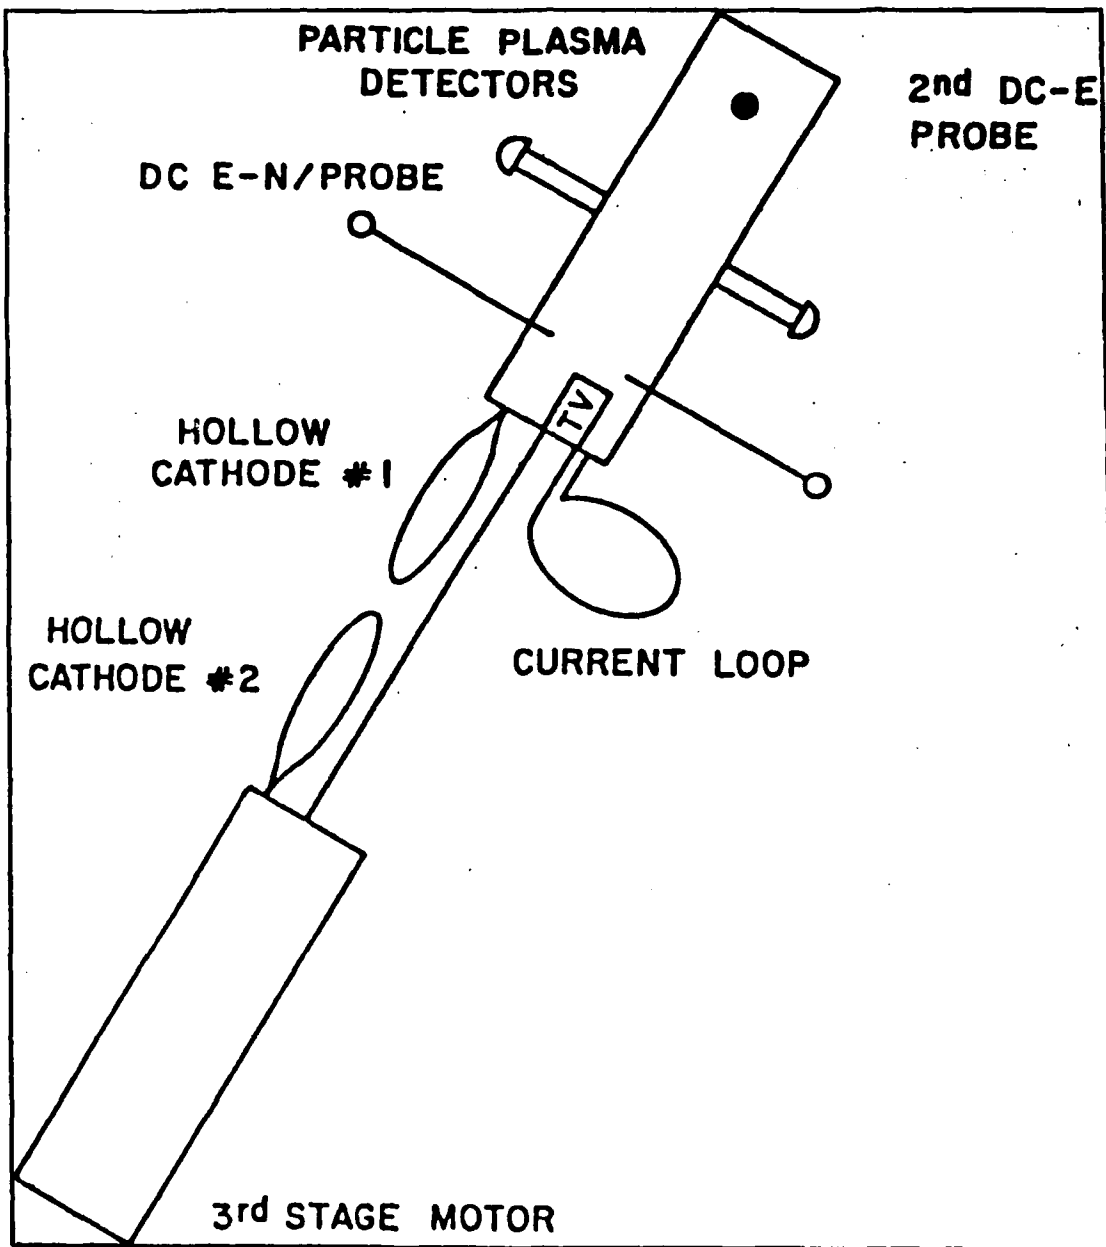 PARTICLE PLASMA
DETECTORS
2nd DC-E
PROBE
DC E-N/PROBE
TV
HOLLOW
CATHODE #1
HOLLOW
CATHODE #2
CURRENT LOOP
3rd STAGE MOTOR